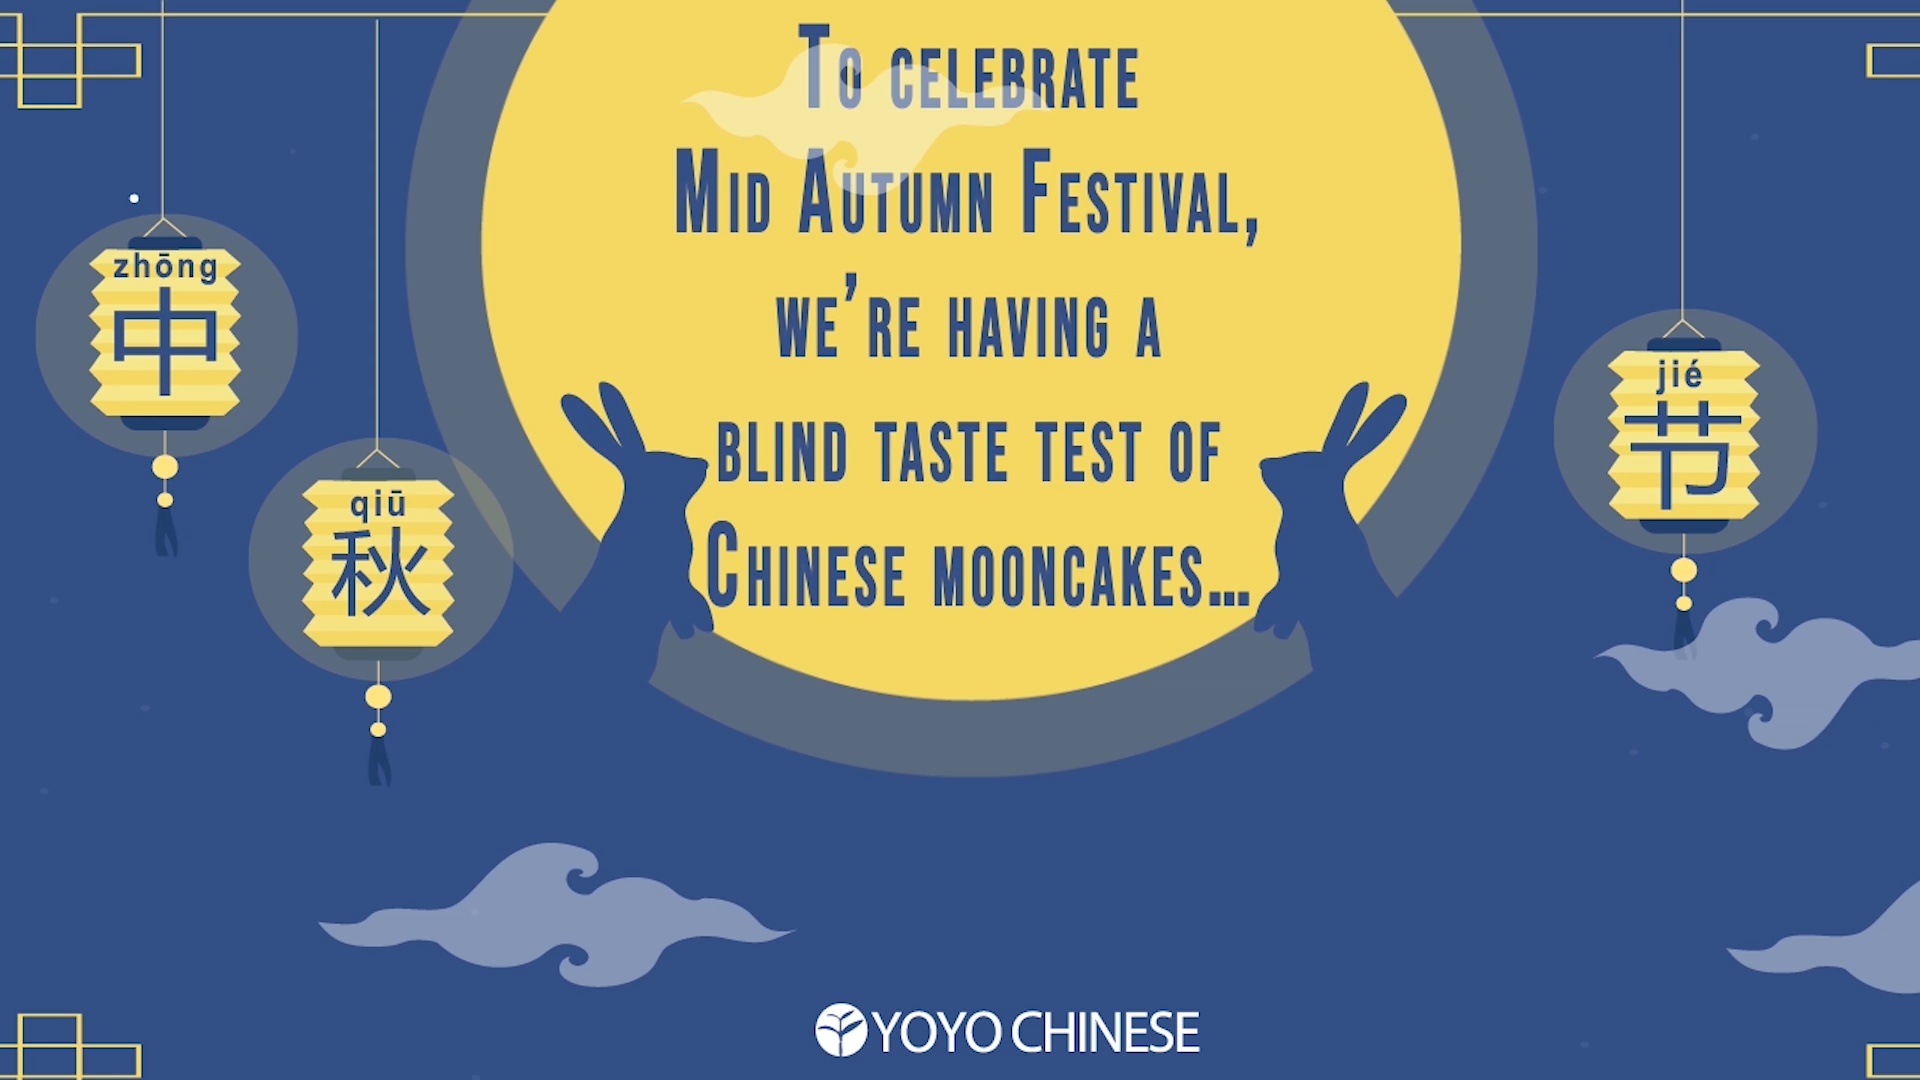 To celebrate
Mid Autumn Festival,
we're having a
blind taste test of
Chinese mooncakes...
zhōng
中
qiū
秋
jié
节
YOYO CHINESE